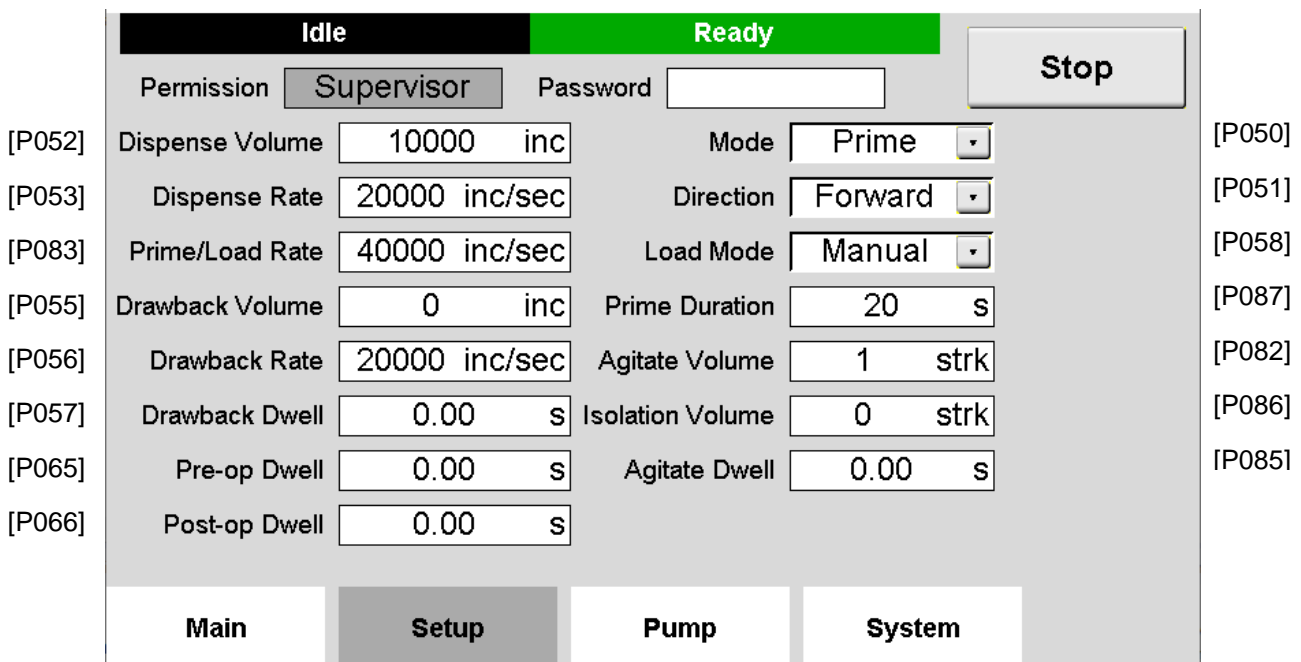 Idle Ready
Stop
Permission Supervisor Password
[P052] Dispense Volume 10000 inc Mode Prime [P050]
[P053] Dispense Rate 20000 inc/sec Direction Forward [P051]
[P083] Prime/Load Rate 40000 inc/sec Load Mode Manual [P058]
[P055] Drawback Volume 0 inc Prime Duration 20 s [P087]
[P056] Drawback Rate 20000 inc/sec Agitate Volume 1 strk [P082]
[P057] Drawback Dwell 0.00 s Isolation Volume 0 strk [P086]
[P065] Pre-op Dwell 0.00 s Agitate Dwell 0.00 s [P085]
[P066] Post-op Dwell 0.00 s
Main Setup Pump System